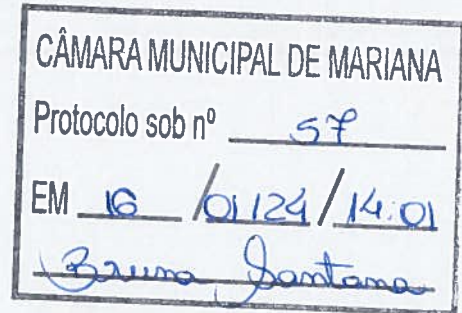 CÂMARA MUNICIPAL DE MARIANA
Protocolo sob nº 57
EM 16 /01/24/14:01
Bruna Santana